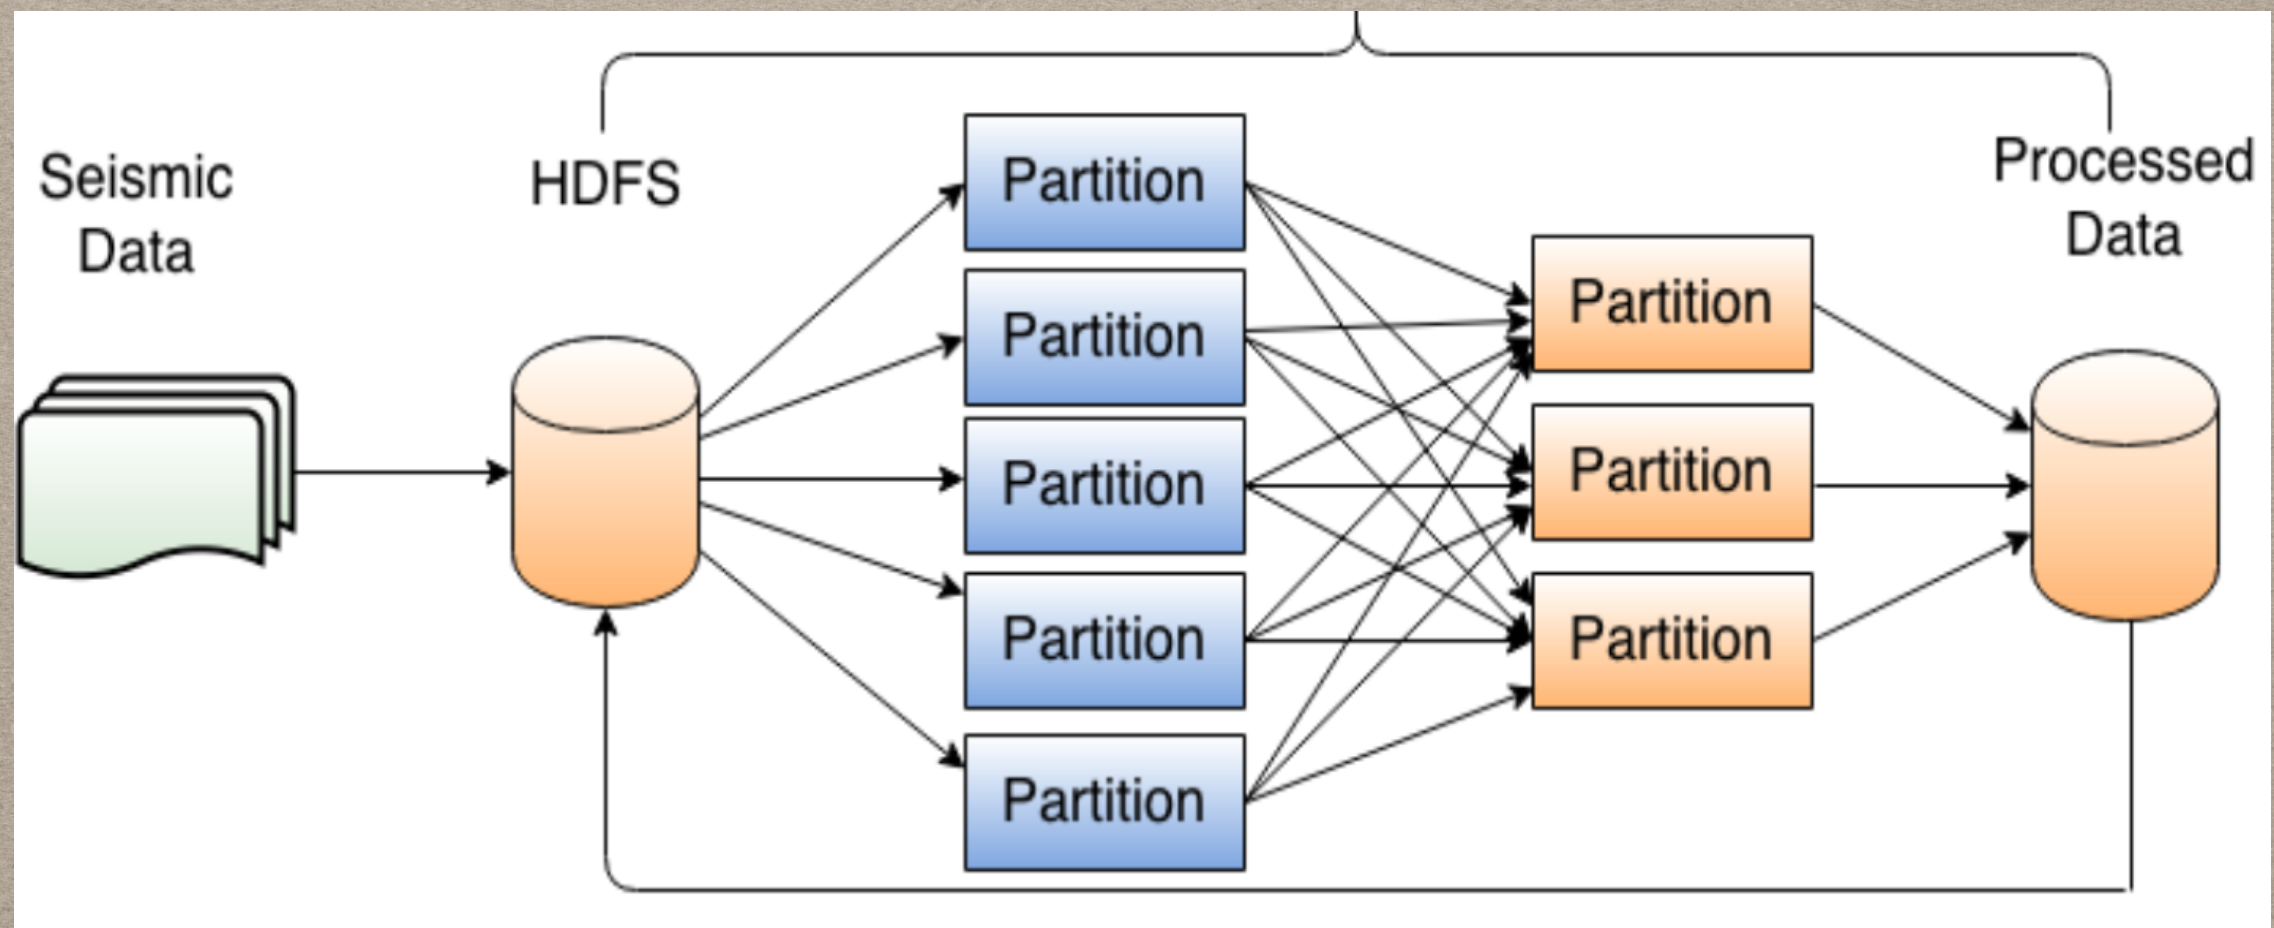 Seismic
Data
HDFS
Partition
Partition
Partition
Partition
Partition
Partition
Partition
Partition
Processed
Data